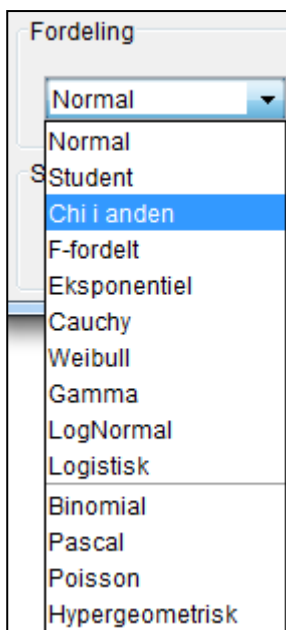 Fordeling
Normal
Normal
S
Student
Chi i anden
F-fordelt
Eksponentiel
Cauchy
Weibull
Gamma
LogNormal
Logistisk
Binomial
Pascal
Poisson
Hypergeometrisk